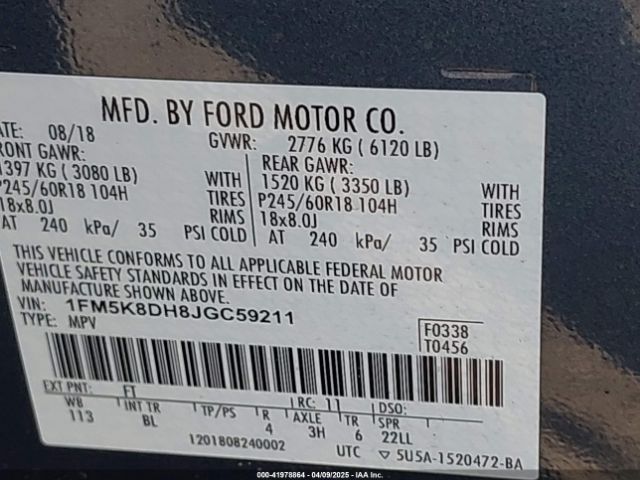 MFD. BY FORD MOTOR CO.
ATE: 08/18 GVWR: 2776 KG ( 6120 LB)
FRONT GAWR: REAR GAWR:
1397 KG ( 3080 LB) WITH 1520 KG ( 3350 LB) WITH
P245/60R18 104H TIRES P245/60R18 104H TIRES
18x8.0J RIMS 18x8.0J RIMS
AT 240 kPa/ 35 PSI COLD AT 240 kPa/ 35 PSI COLD
THIS VEHICLE CONFORMS TO ALL APPLICABLE FEDERAL MOTOR
VEHICLE SAFETY STANDARDS IN EFFECT ON THE DATE OF
MANUFACTURE SHOWN ABOVE.
VIN: 1FM5K8DH8JGC59211
TYPE: MPV
F0338
T0456
EXT PNT: FT RC: 11 DSO:
WB INT TR TP/PS R AXLE TR SPR
113 BL 4 3H 6 22LL
1201808240002 UTC ▽ 5U5A-1520472-BA
000-41978864 - 04/09/2025 - IAAI.COM